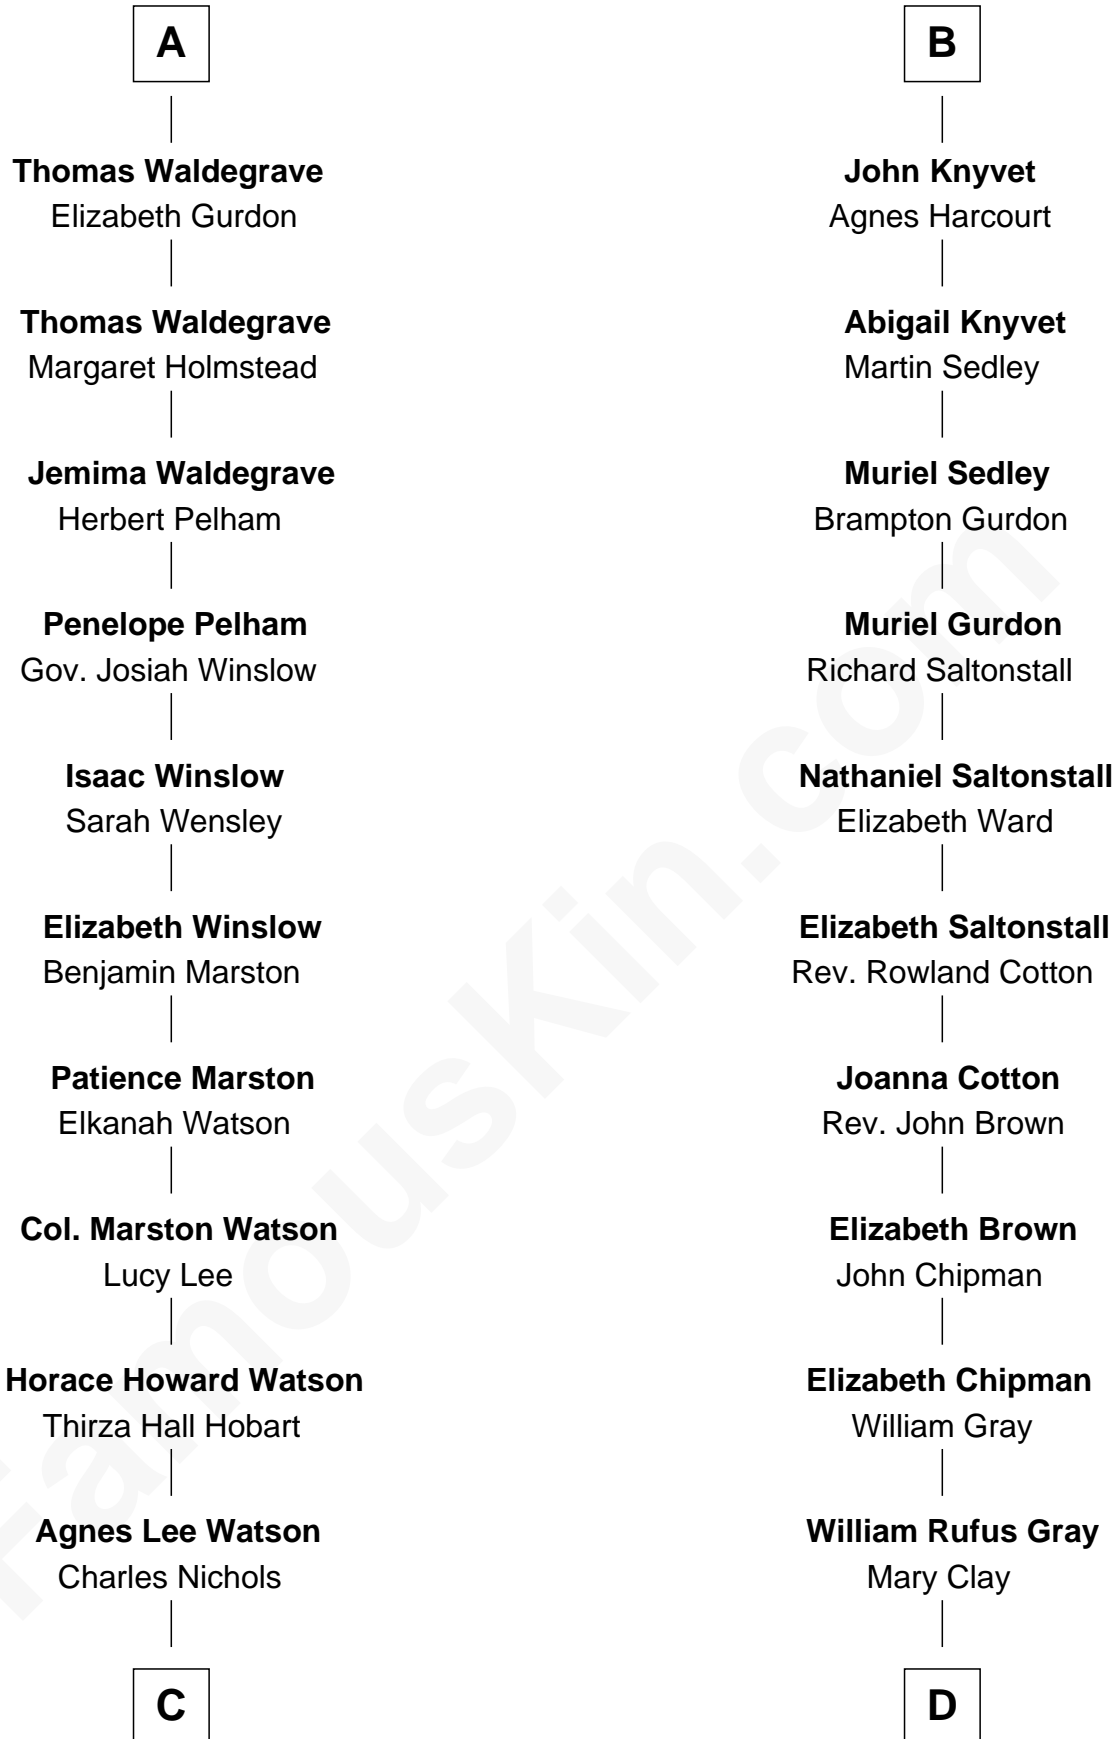 A
Thomas Waldegrave
Elizabeth Gurdon
Thomas Waldegrave
Margaret Holmstead
Jemima Waldegrave
Herbert Pelham
Penelope Pelham
Gov. Josiah Winslow
Isaac Winslow
Sarah Wensley
Elizabeth Winslow
Benjamin Marston
Patience Marston
Elkanah Watson
Col. Marston Watson
Lucy Lee
Horace Howard Watson
Thirza Hall Hobart
Agnes Lee Watson
Charles Nichols
C
B
John Knyvet
Agnes Harcourt
Abigail Knyvet
Martin Sedley
Muriel Sedley
Brampton Gurdon
Muriel Gurdon
Richard Saltonstall
Nathaniel Saltonstall
Elizabeth Ward
Elizabeth Saltonstall
Rev. Rowland Cotton
Joanna Cotton
Rev. John Brown
Elizabeth Brown
John Chipman
Elizabeth Chipman
William Gray
William Rufus Gray
Mary Clay
D
FamousKin.com